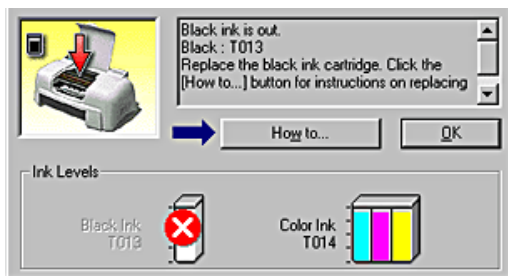 Black ink is out.
Black : T013
Replace the black ink cartridge. Click the
[How to...] button for instructions on replacing
How to...
OK
Ink Levels
Black Ink
T013
Color Ink
T014